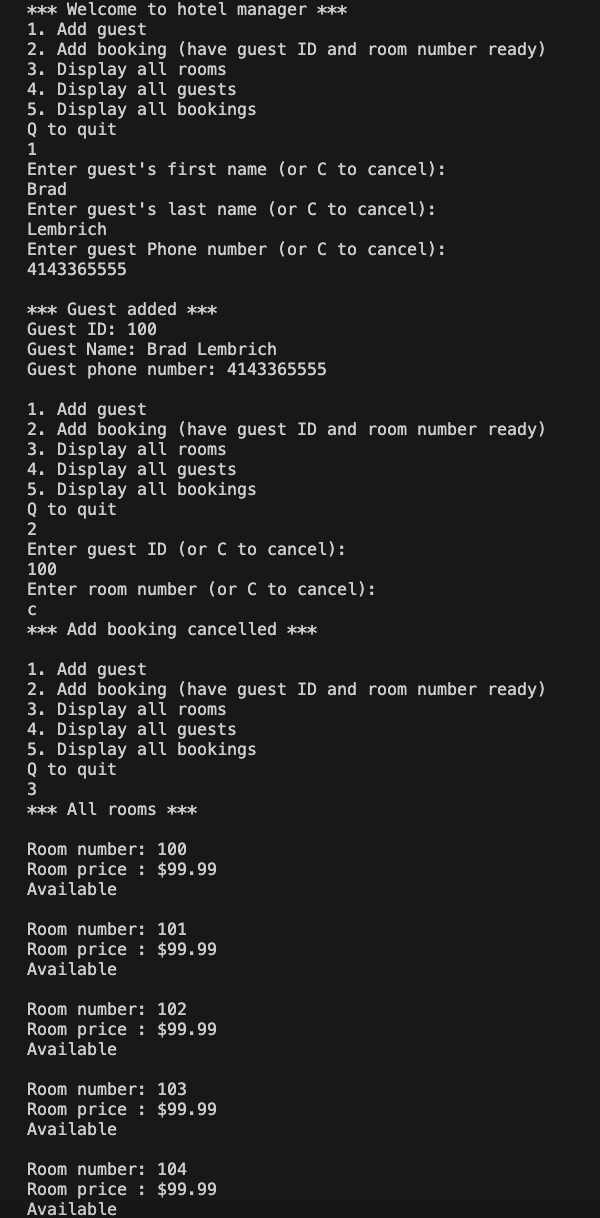 *** Welcome to hotel manager ***
1. Add guest
2. Add booking (have guest ID and room number ready)
3. Display all rooms
4. Display all guests
5. Display all bookings
Q to quit
1
Enter guest's first name (or C to cancel):
Brad
Enter guest's last name (or C to cancel):
Lembrich
Enter guest Phone number (or C to cancel):
4143365555

*** Guest added ***
Guest ID: 100
Guest Name: Brad Lembrich
Guest phone number: 4143365555

1. Add guest
2. Add booking (have guest ID and room number ready)
3. Display all rooms
4. Display all guests
5. Display all bookings
Q to quit
2
Enter guest ID (or C to cancel):
100
Enter room number (or C to cancel):
c
*** Add booking cancelled ***

1. Add guest
2. Add booking (have guest ID and room number ready)
3. Display all rooms
4. Display all guests
5. Display all bookings
Q to quit
3
*** All rooms ***

Room number: 100
Room price : $99.99
Available

Room number: 101
Room price : $99.99
Available

Room number: 102
Room price : $99.99
Available

Room number: 103
Room price : $99.99
Available

Room number: 104
Room price : $99.99
Available